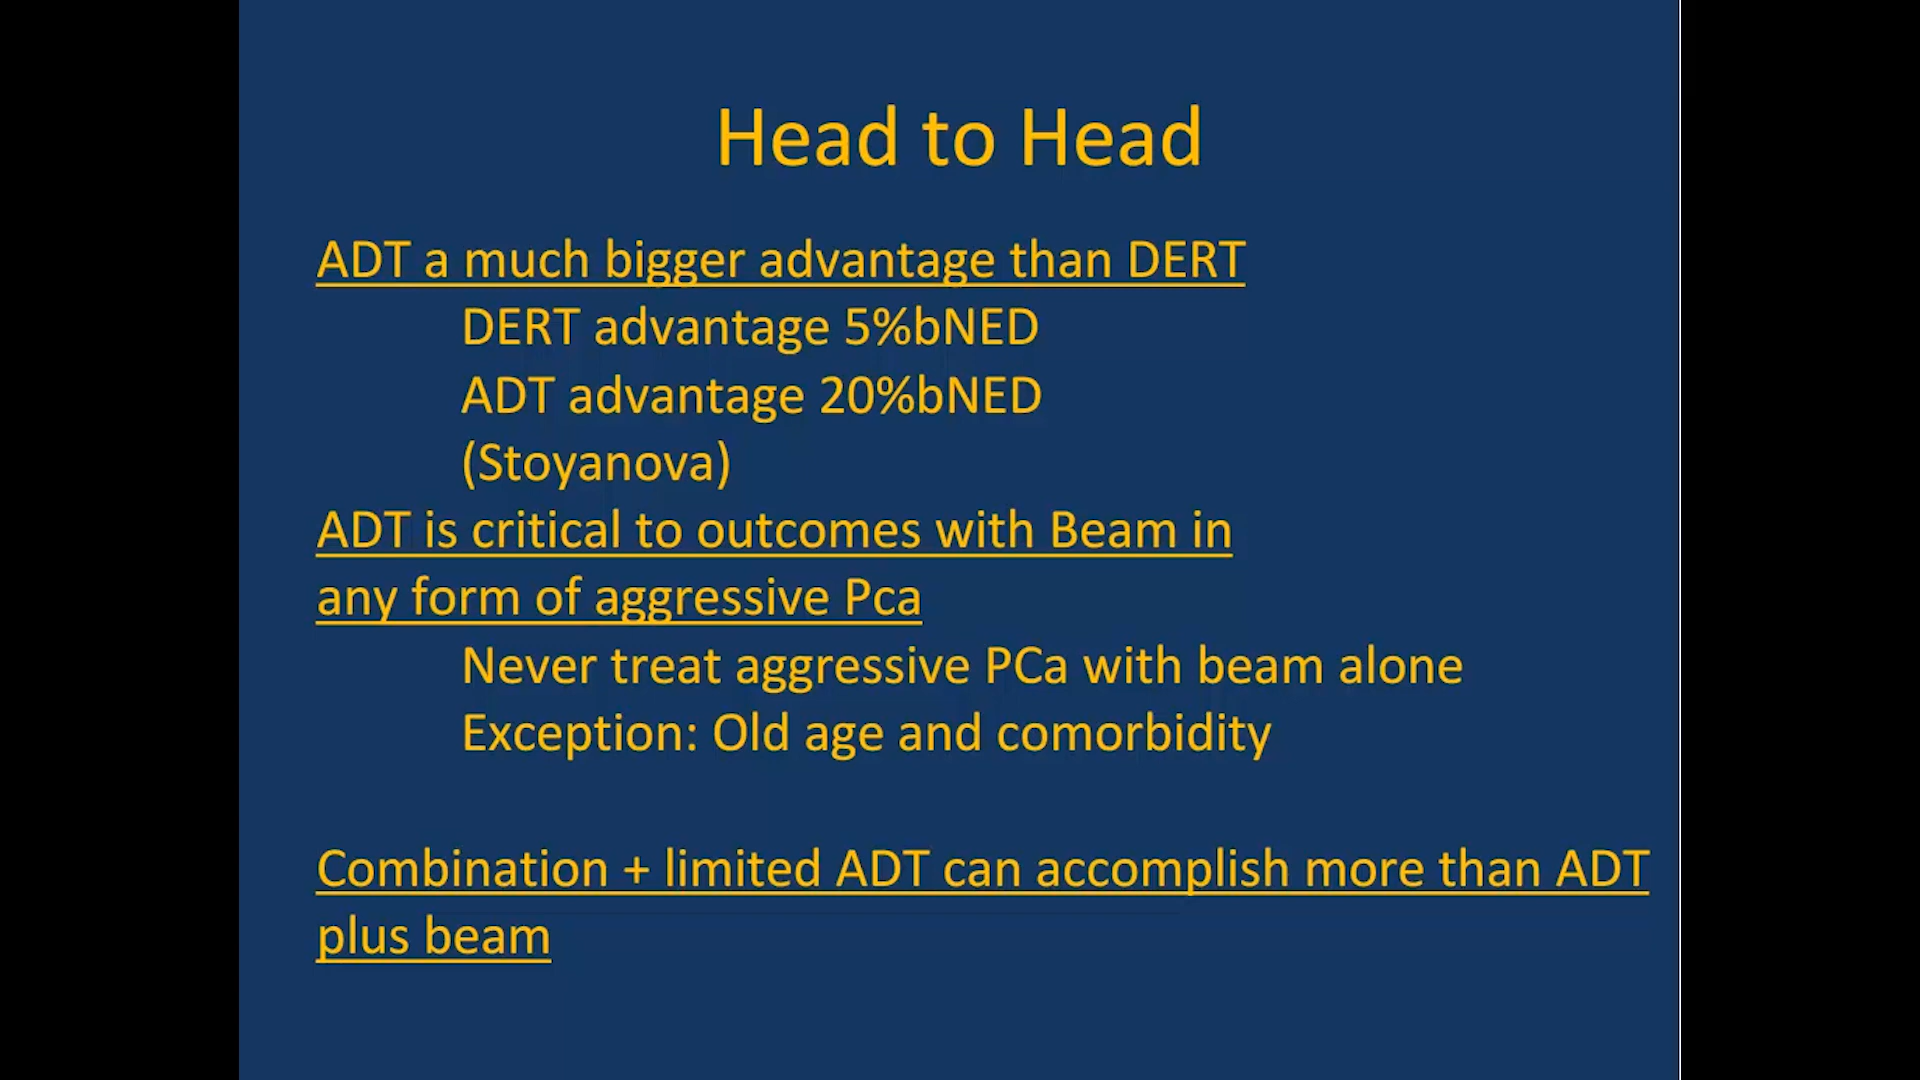 Head to Head
ADT a much bigger advantage than DERT
DERT advantage 5%bNED
ADT advantage 20%bNED
(Stoyanova)
ADT is critical to outcomes with Beam in
any form of aggressive Pca
Never treat aggressive PCa with beam alone
Exception: Old age and comorbidity
Combination + limited ADT can accomplish more than ADT
plus beam